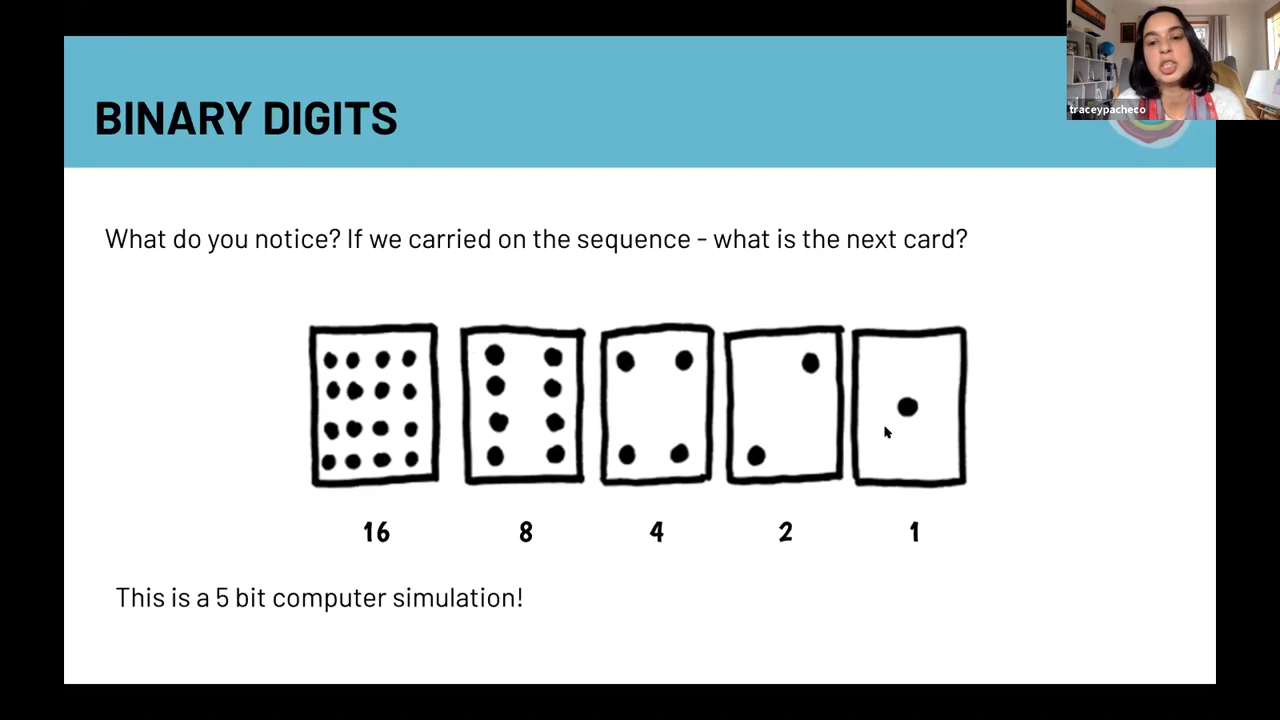 traceypacheco
BINARY DIGITS
What do you notice? If we carried on the sequence - what is the next card?
16 8 4 2 1
This is a 5 bit computer simulation!